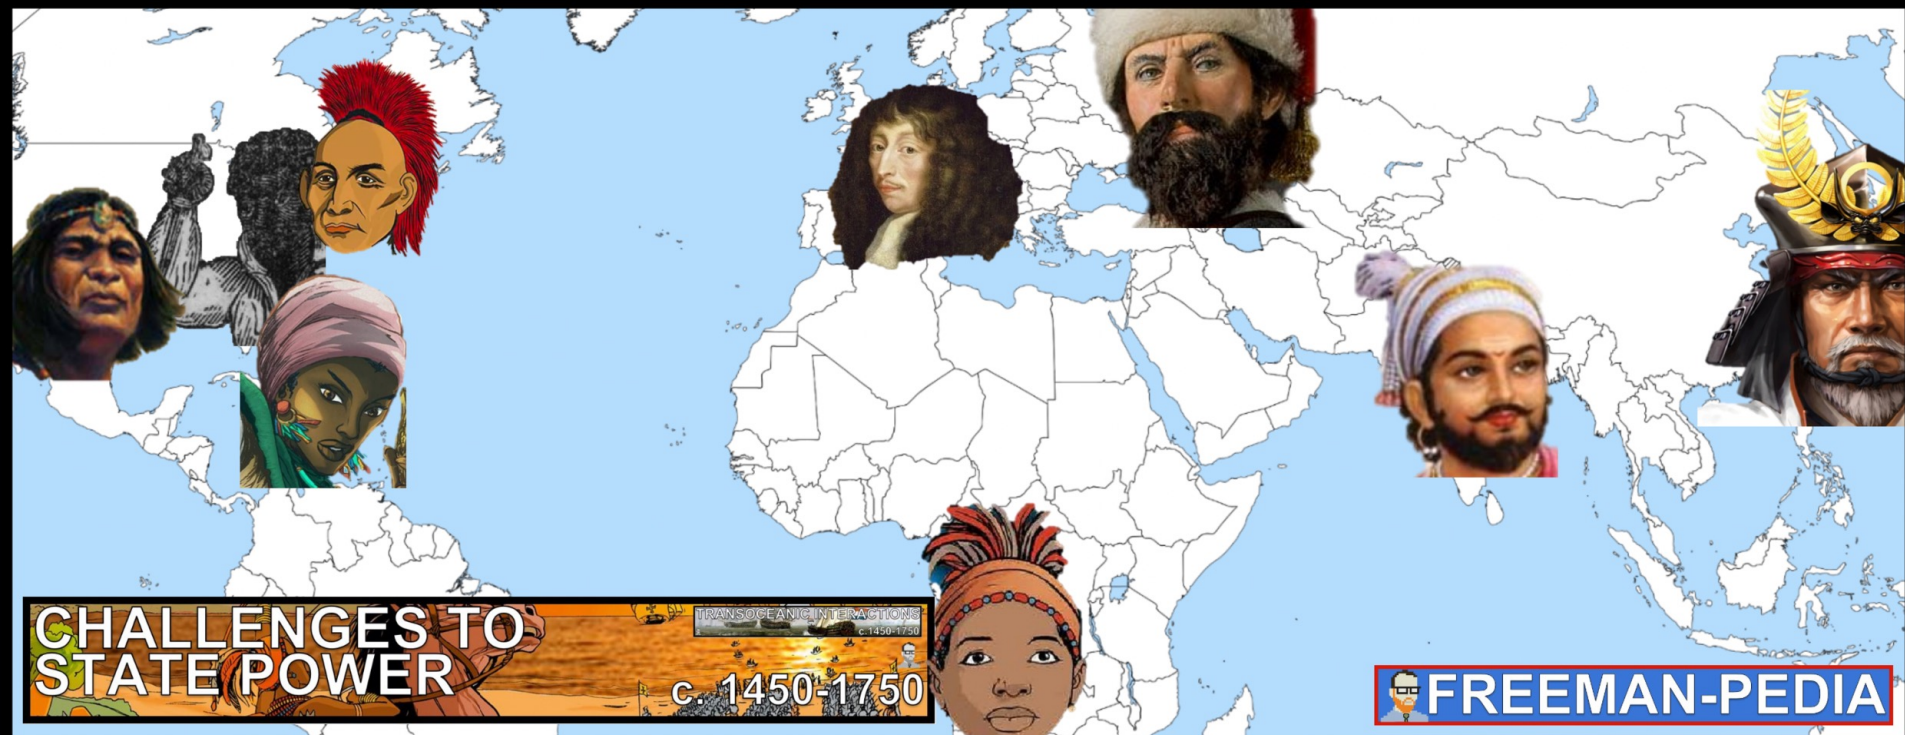 CHALLENGES TO
STATE POWER
TRANSOCEANIC INTERACTIONS
c.1450-1750
c. 1450-1750
FREEMAN-PEDIA